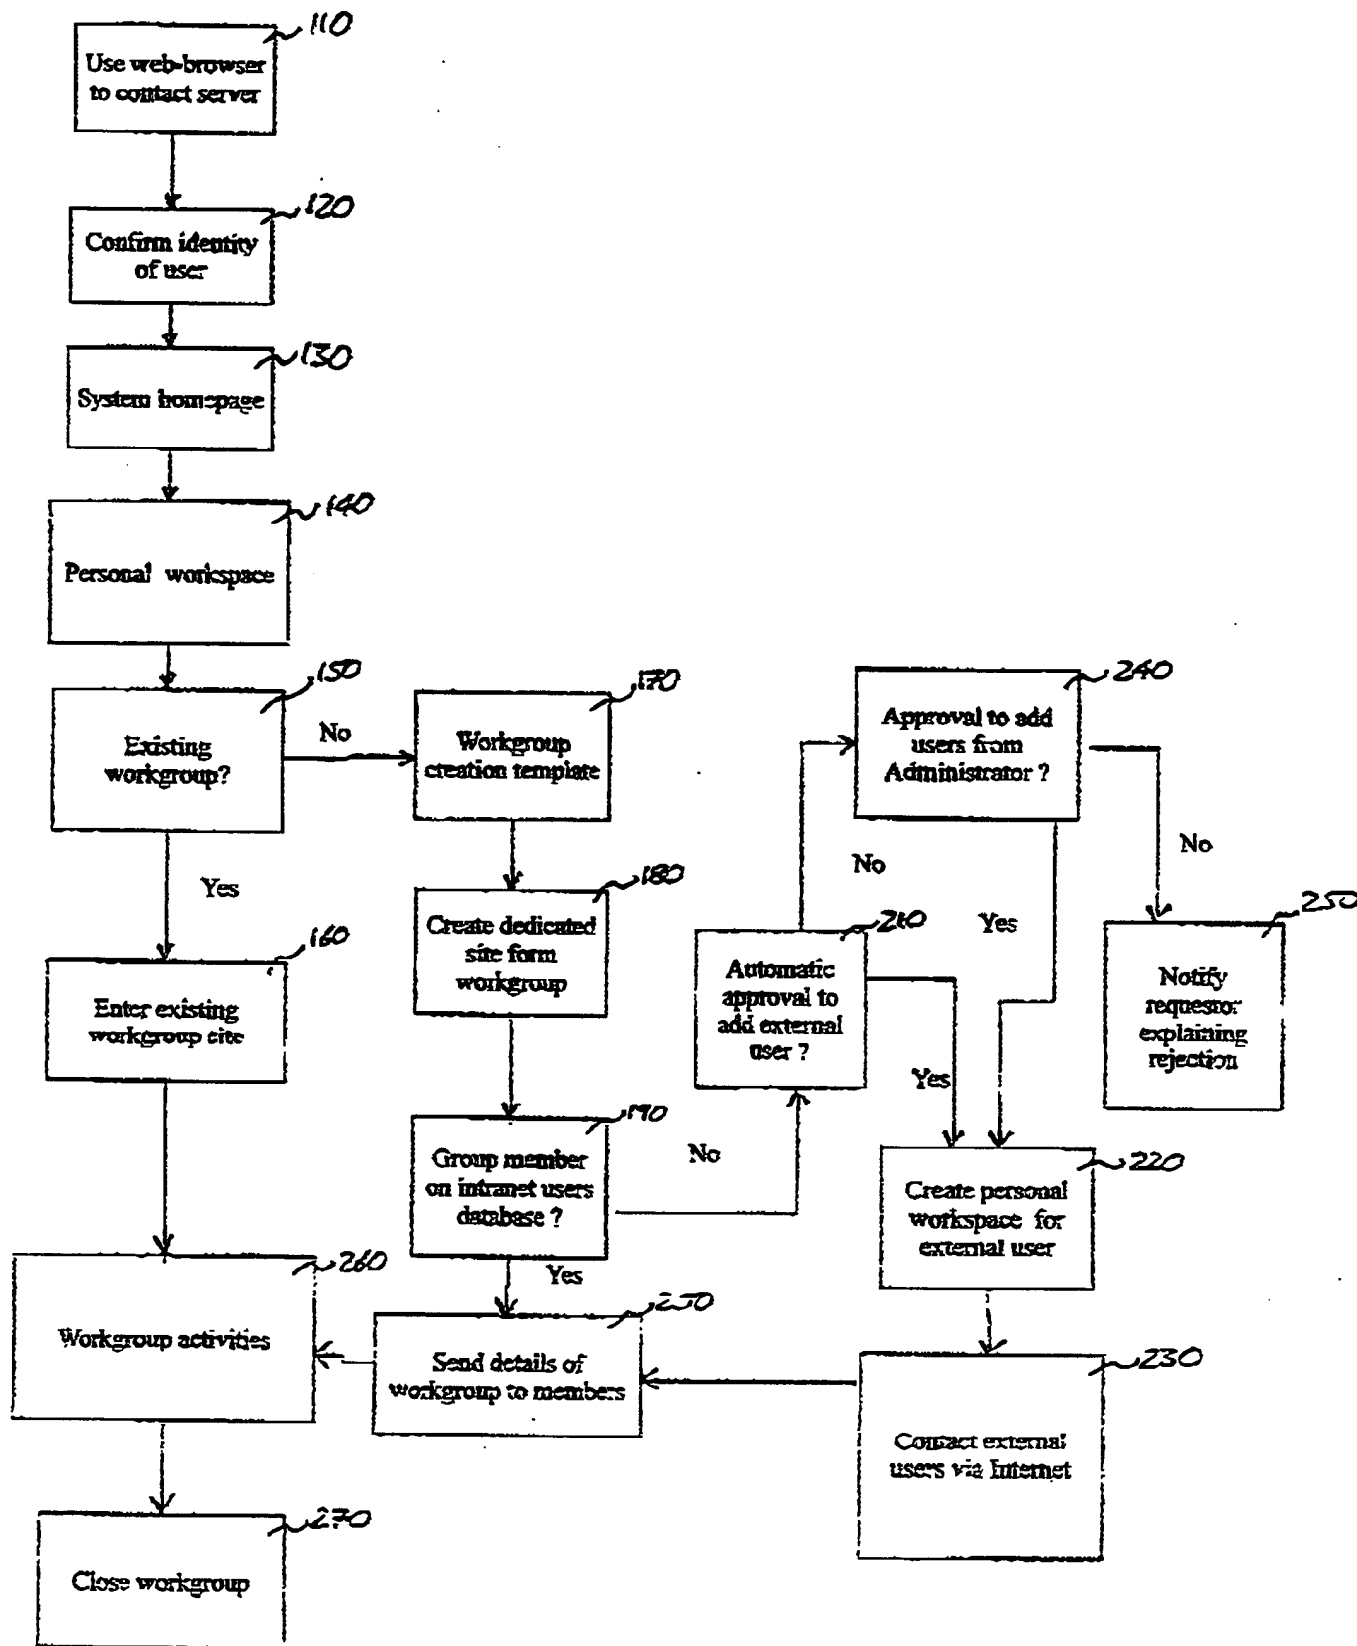 110
Use web-browser
to contact server
120
Confirm identity
of user
130
System homepage
140
Personal workspace
150
Existing
workgroup?
No
Yes
160
Enter existing
workgroup site
170
Workgroup
creation template
180
Create dedicated
site form
workgroup
190
Group member
on intranet users
database ?
No
Yes
210
Automatic
approval to
add external
user ?
No
Yes
240
Approval to add
users from
Administrator ?
Yes
No
250
Notify
requestor
explaining
rejection
220
Create personal
workspace for
external user
230
Contact external
users via Internet
Send details of
workgroup to members
260
Workgroup activities
270
Close workgroup